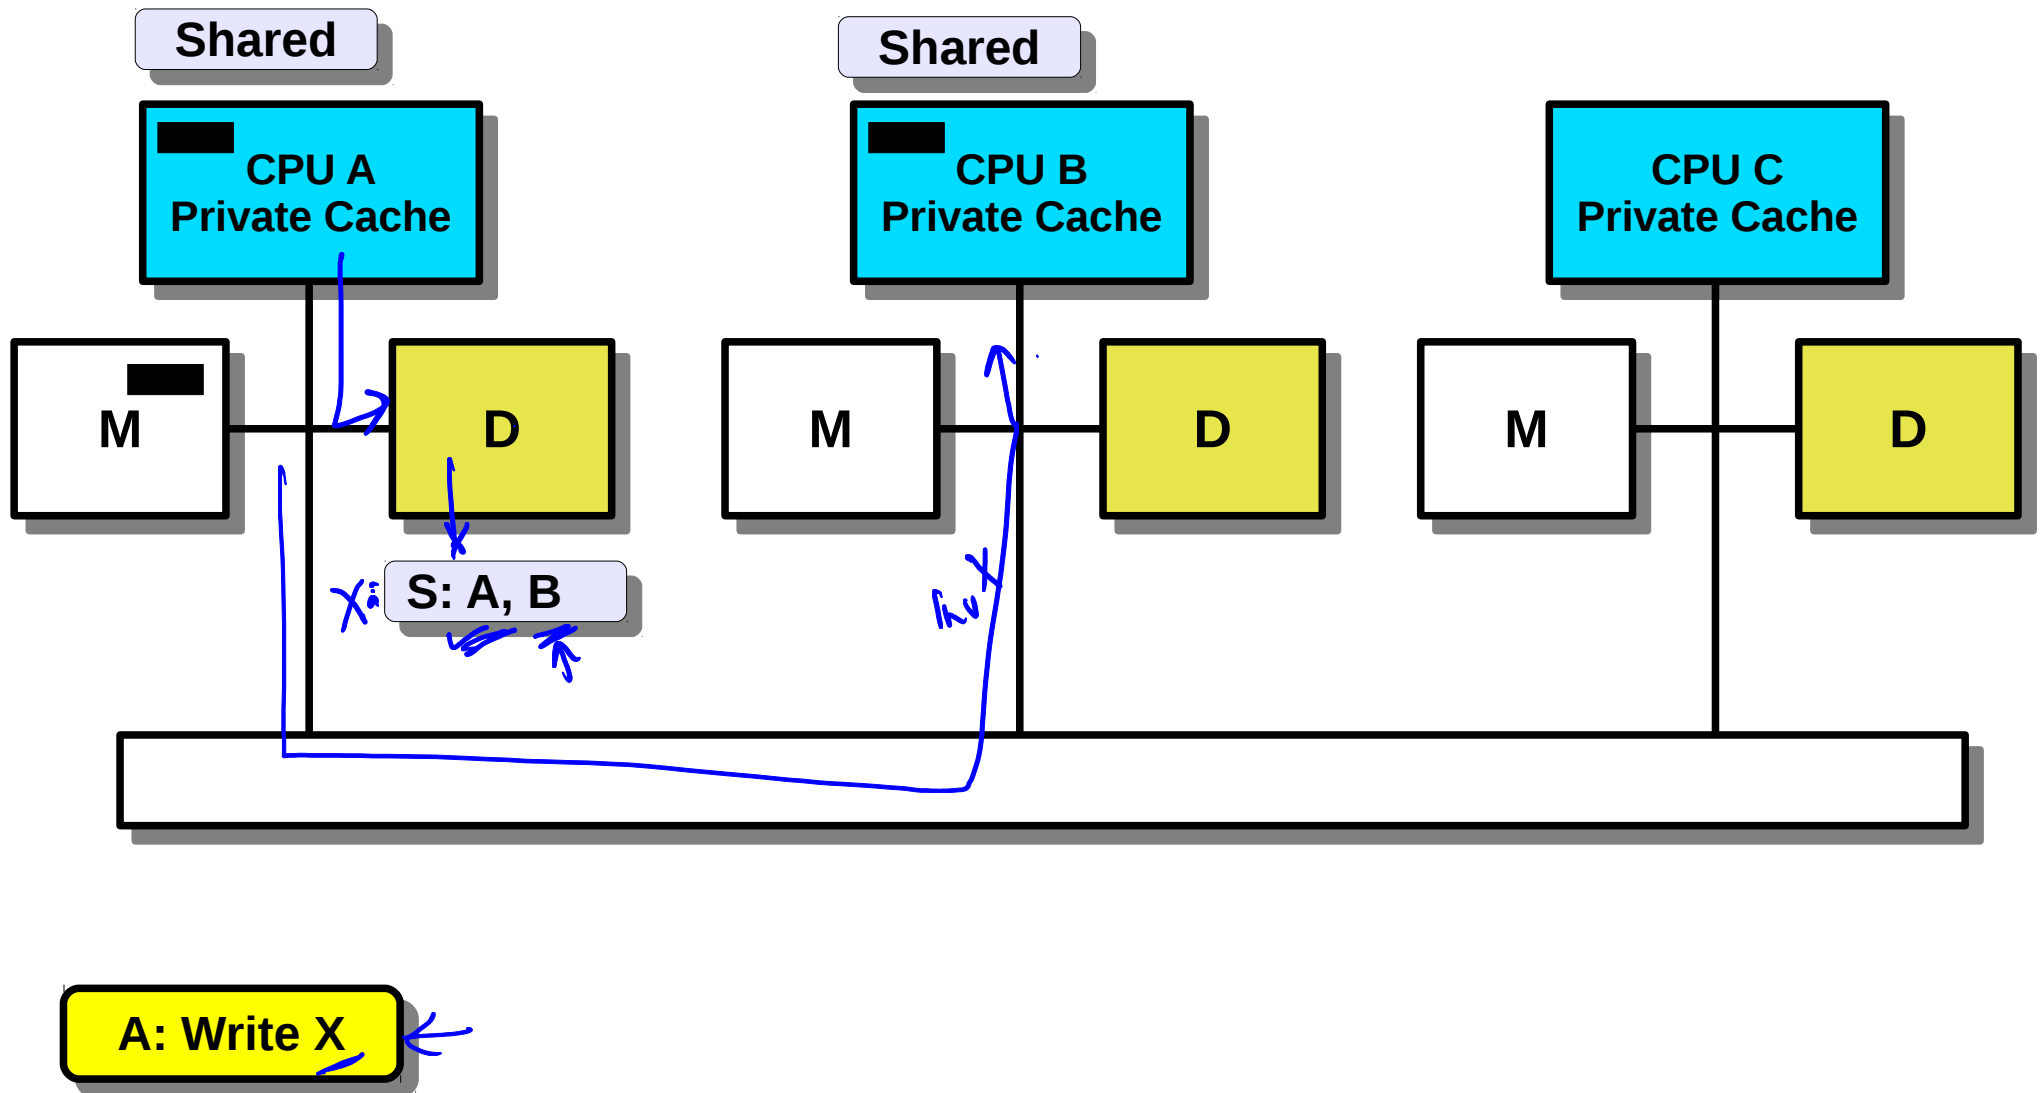 Shared
Shared
CPU A
Private Cache
CPU B
Private Cache
CPU C
Private Cache
M
D
M
D
M
D
X: S: A, B
Inv X
A: Write X